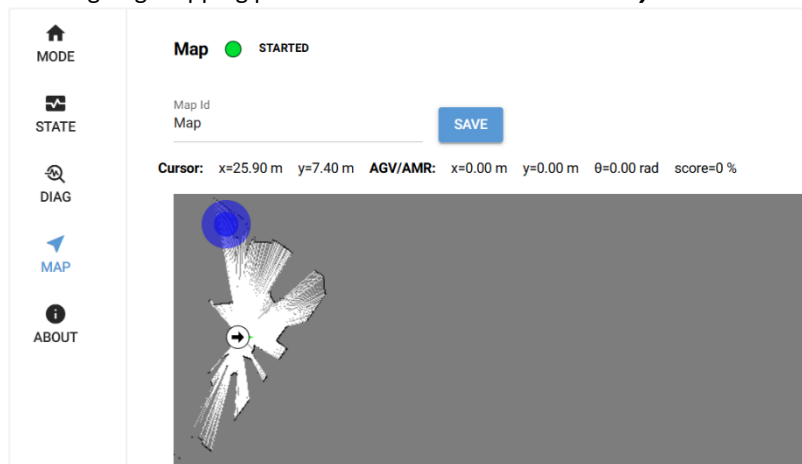 MODE
STATE
DIAG
MAP
ABOUT
Map STARTED
Map Id
Map
SAVE
Cursor: x=25.90 m y=7.40 m AGV/AMR: x=0.00 m y=0.00 m θ=0.00 rad score=0 %